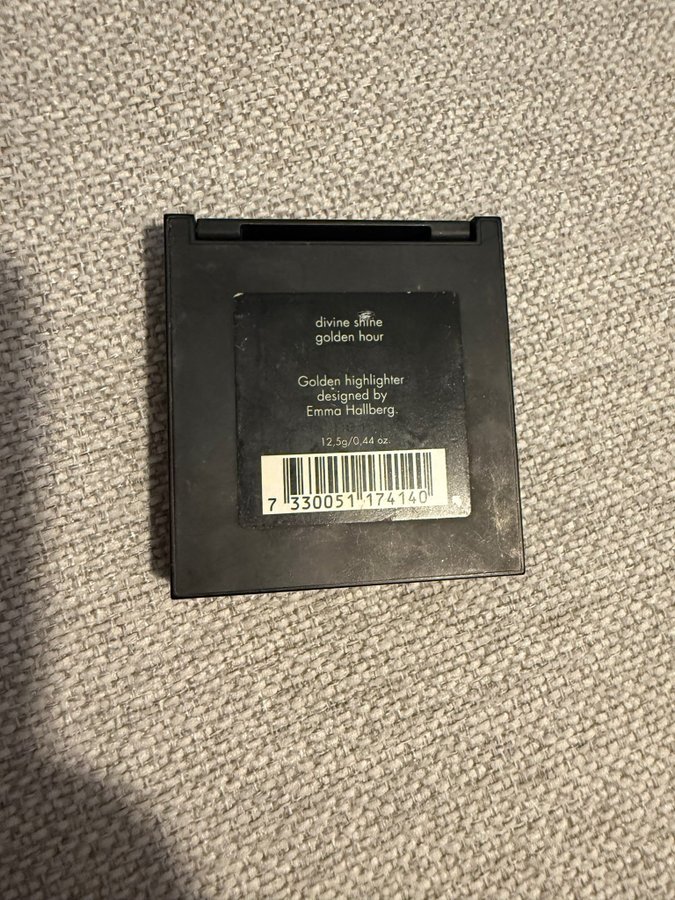 divine shine
golden hour
Golden highlighter
designed by
Emma Hallberg.
12,5g/0,44 oz.
7 330051 174140